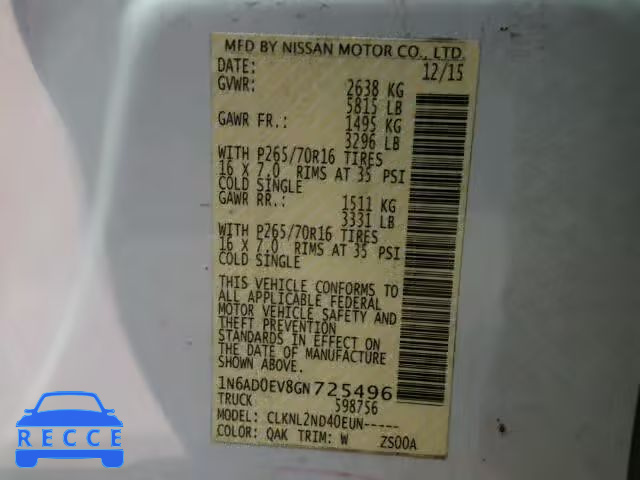 MFD BY NISSAN MOTOR CO., LTD.
DATE: 12/15
GVWR: 2638 KG
5815 LB
GAWR FR.: 1495 KG
3296 LB
WITH P265/70R16 TIRES
16 X 7.0 RIMS AT 35 PSI
COLD SINGLE
GAWR RR.: 1511 KG
3331 LB
WITH P265/70R16 TIRES
16 X 7.0 RIMS AT 35 PSI
COLD SINGLE
THIS VEHICLE CONFORMS TO
ALL APPLICABLE FEDERAL
MOTOR VEHICLE SAFETY AND
THEFT PREVENTION
STANDARDS IN EFFECT ON
THE DATE OF MANUFACTURE
SHOWN ABOVE.
1N6AD0EV8GN725496
TRUCK 598756
MODEL: CLKNL2ND40EUN-----
COLOR: QAK TRIM: W ZS00A
RECCE